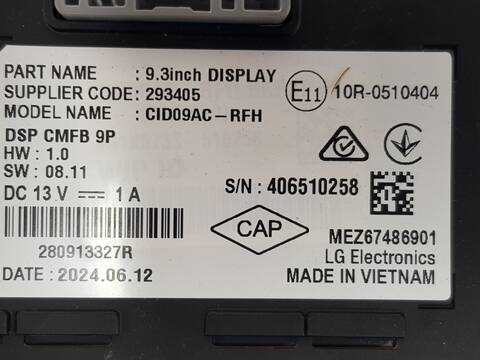 PART NAME : 9.3inch DISPLAY
SUPPLIER CODE : 293405
MODEL NAME : CID09AC-RFH
E11 10R-0510404
DSP CMFB 9P
HW : 1.0
SW : 08.11
DC 13 V ⎓ 1 A
S/N : 406510258
280913327R
CAP
MEZ67486901
LG Electronics
DATE : 2024.06.12
MADE IN VIETNAM